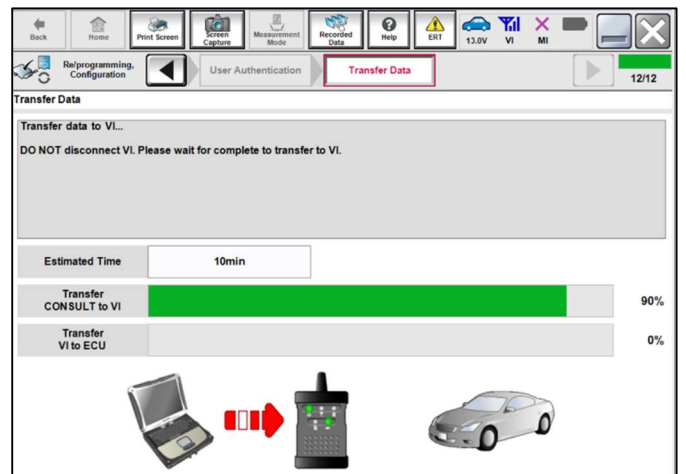 Back
Home
Print Screen
Screen
Capture
Measurement
Mode
Recorded
Data
Help
ERT
13.0V
VI
MI
Re/programming,
Configuration
User Authentication
Transfer Data
12/12
Transfer Data
Transfer data to VI...
DO NOT disconnect VI. Please wait for complete to transfer to VI.
Estimated Time
10min
Transfer
CONSULT to VI
90%
Transfer
VI to ECU
0%